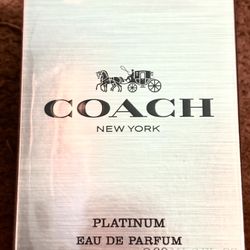 COACH
NEW YORK
PLATINUM
EAU DE PARFUM